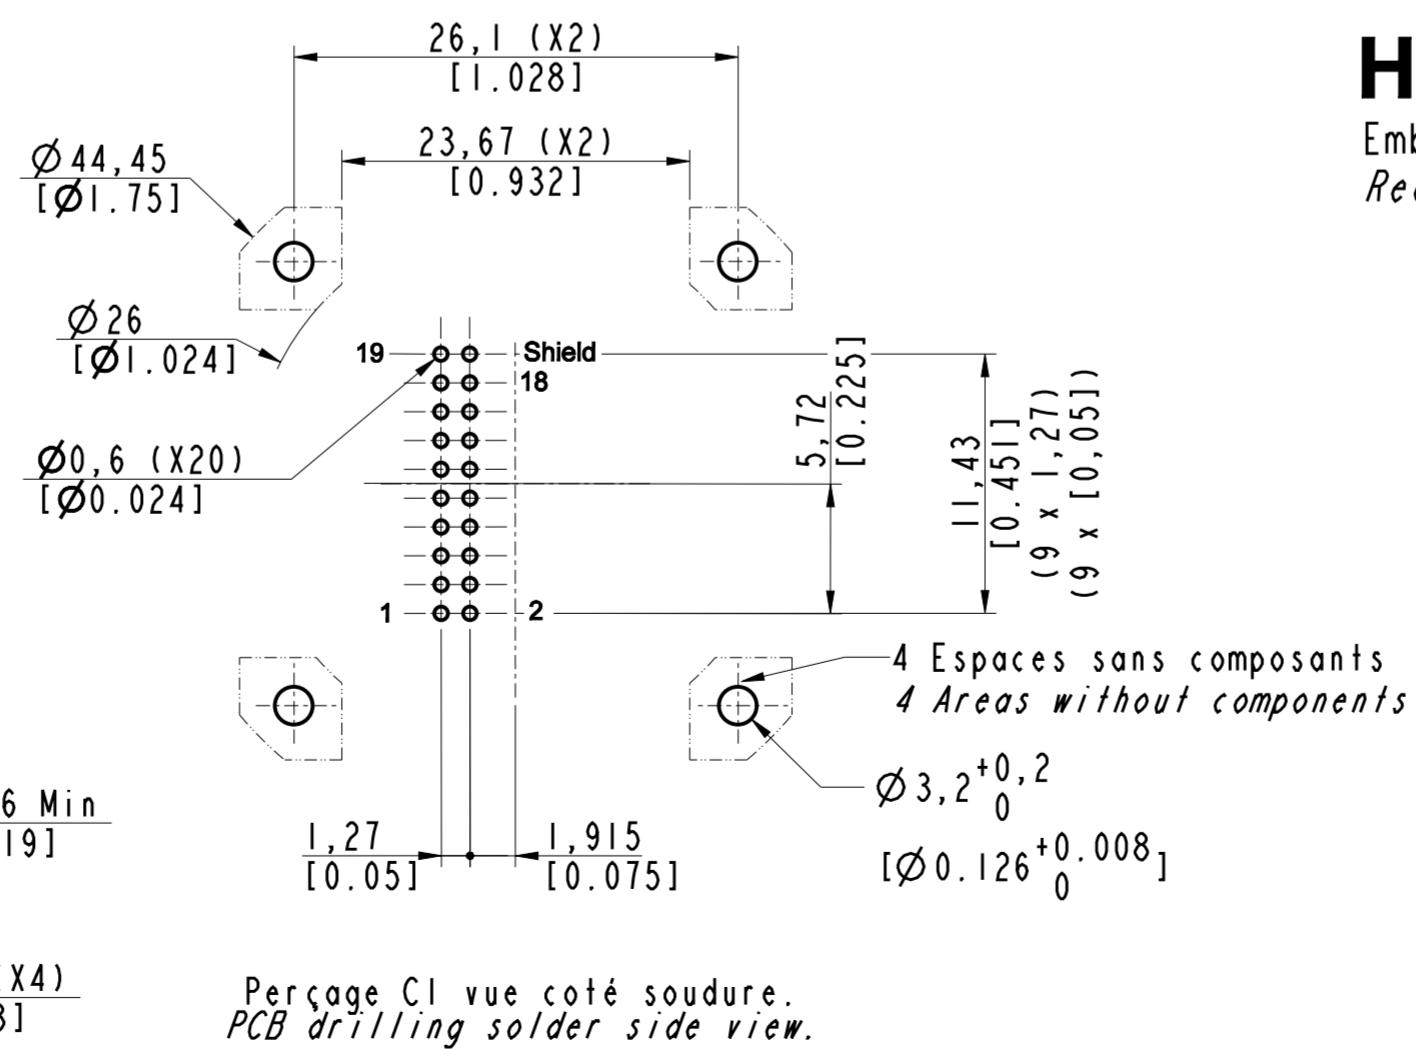 26,1 (X2)
[1.028]
H
Emb
Rec
23,67 (X2)
[0.932]
Ø44,45
[Ø1.75]
Ø26
[Ø1.024]
19
Shield
18
Ø0,6 (X20)
[Ø0.024]
5,72
[0.225]
11,43
[0.451]
(9 x 1,27)
(9 x [0,05])
1
2
4 Espaces sans composants
4 Areas without components
Ø3,2 +0,2
0
[Ø0.126 +0.008]
0
6 Min
19]
1,27
[0.05]
1,915
[0.075]
(X4)
3]
Perçage CI vue coté soudure.
PCB drilling solder side view.